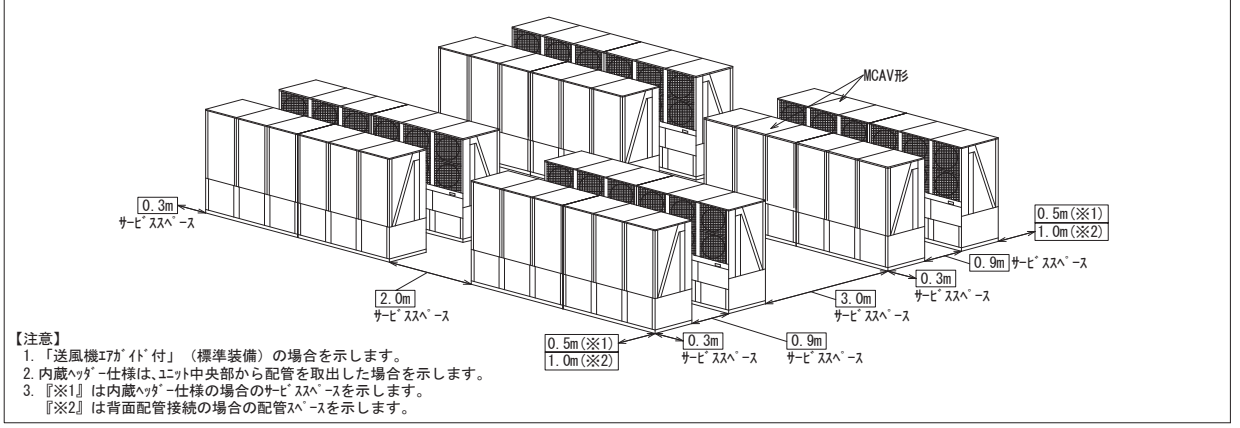 MCAV形
0.3m
サービススペース
0.5m(※1)
1.0m(※2)
0.9m サービススペース
0.3m
サービススペース
3.0m
サービススペース
2.0m
サービススペース
0.5m(※1)
1.0m(※2)
0.3m
サービススペース
0.9m
サービススペース
【注意】
1. 「送風機エアガイド付」（標準装備）の場合を示します。
2. 内蔵ヘッダー仕様は、ユニット中央部から配管を取出した場合を示します。
3. 『※1』は内蔵ヘッダー仕様の場合のサービススペースを示します。
『※2』は背面配管接続の場合の配管スペースを示します。